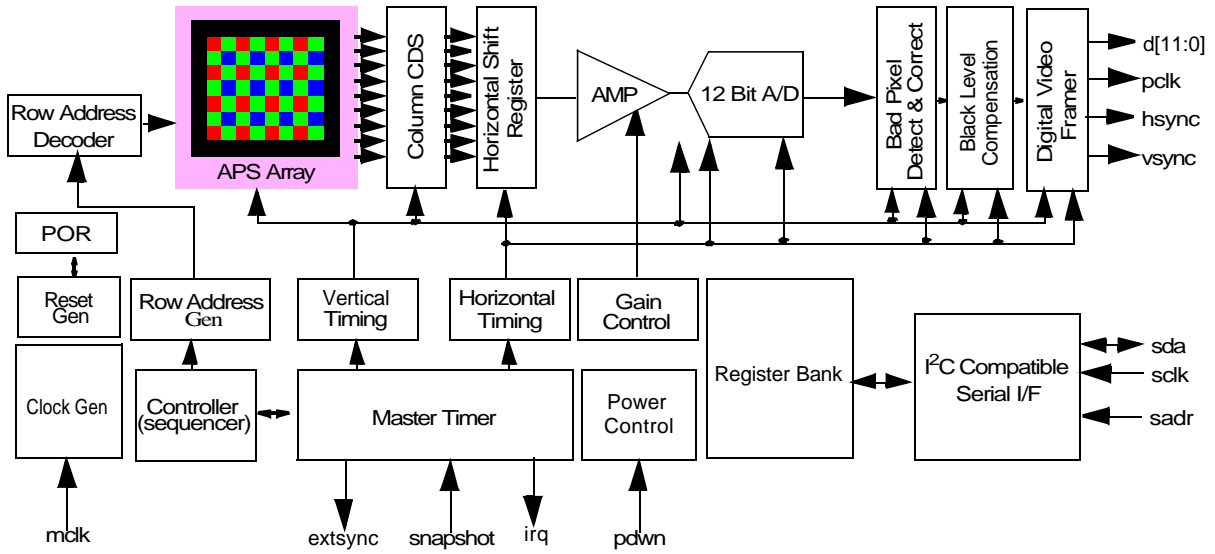 Row Address
Decoder
APS Array
Column CDS
Horizontal Shift
Register
AMP
12 Bit A/D
Bad Pixel
Detect & Correct
Black Level
Compensation
Digital Video
Framer
d[11:0]
pclk
hsync
vsync
POR
Reset
Gen
Row Address
Gen
Vertical
Timing
Horizontal
Timing
Gain
Control
Register Bank
I²C Compatible
Serial I/F
sda
sclk
sadr
Clock Gen
Controller
(sequencer)
Master Timer
Power
Control
mclk
extsync
snapshot
irq
pdwn